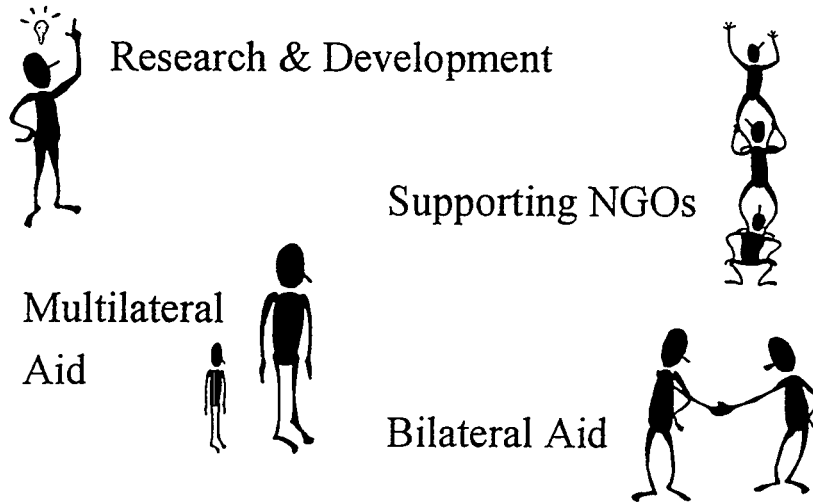 Research & Development
Supporting NGOs
Multilateral
Aid
Bilateral Aid